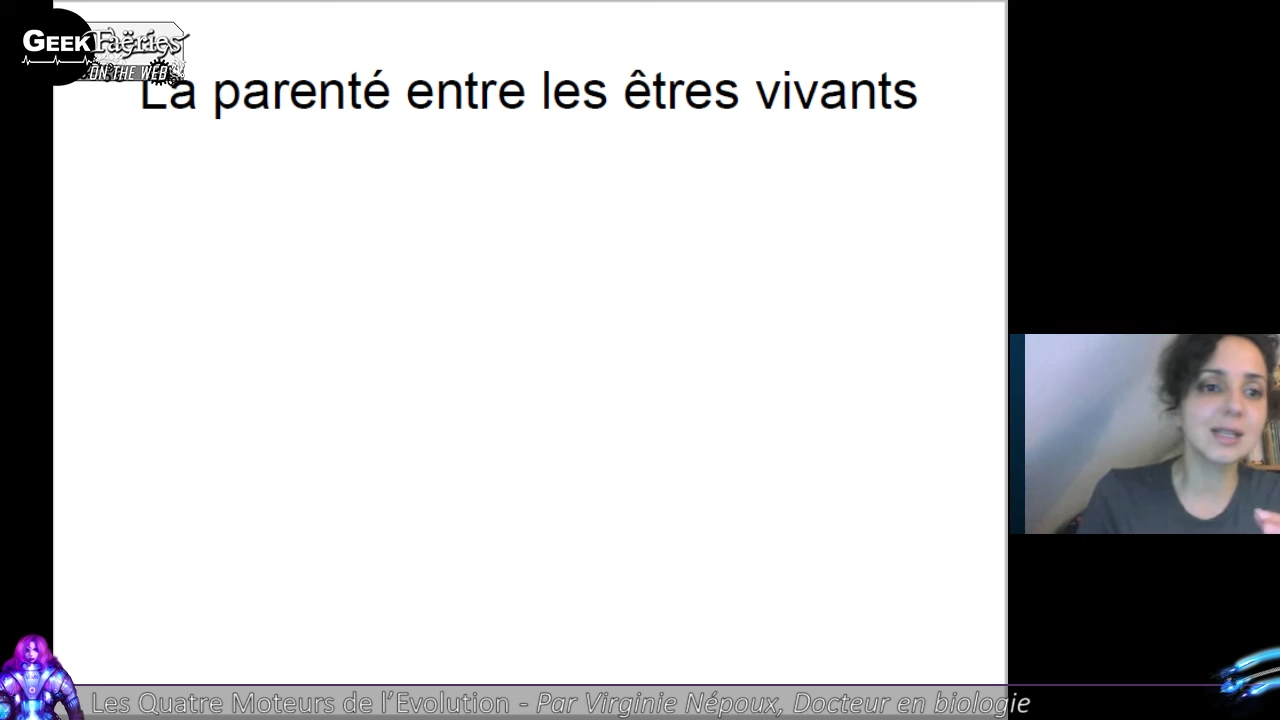 GEEK Faëries
ON THE WEB
La parenté entre les êtres vivants
Les Quatre Moteurs de l’Evolution - Par Virginie Népoux, Docteur en biologie